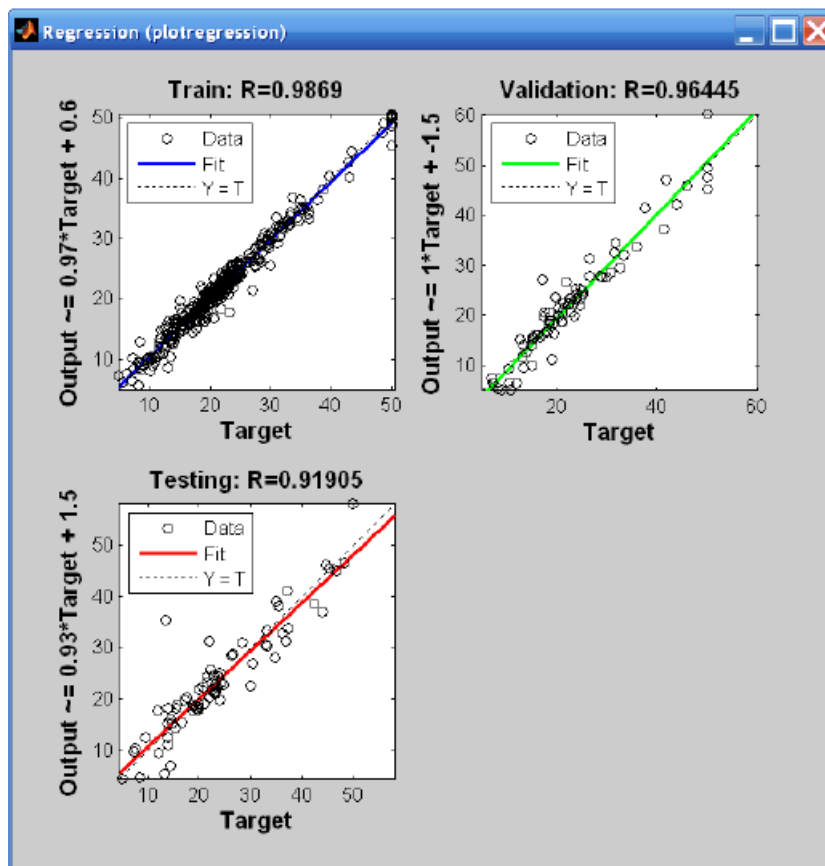 Regression (plotregression)
Train: R=0.9869
Output ~= 0.97*Target + 0.6
50
40
30
20
10
Data
Fit
Y = T
10
20
30
40
50
Target
Validation: R=0.96445
Output ~= 1*Target + -1.5
60
50
40
30
20
10
Data
Fit
Y = T
20
40
60
Target
Testing: R=0.91905
Output ~= 0.93*Target + 1.5
50
40
30
20
10
Data
Fit
Y = T
10
20
30
40
50
Target